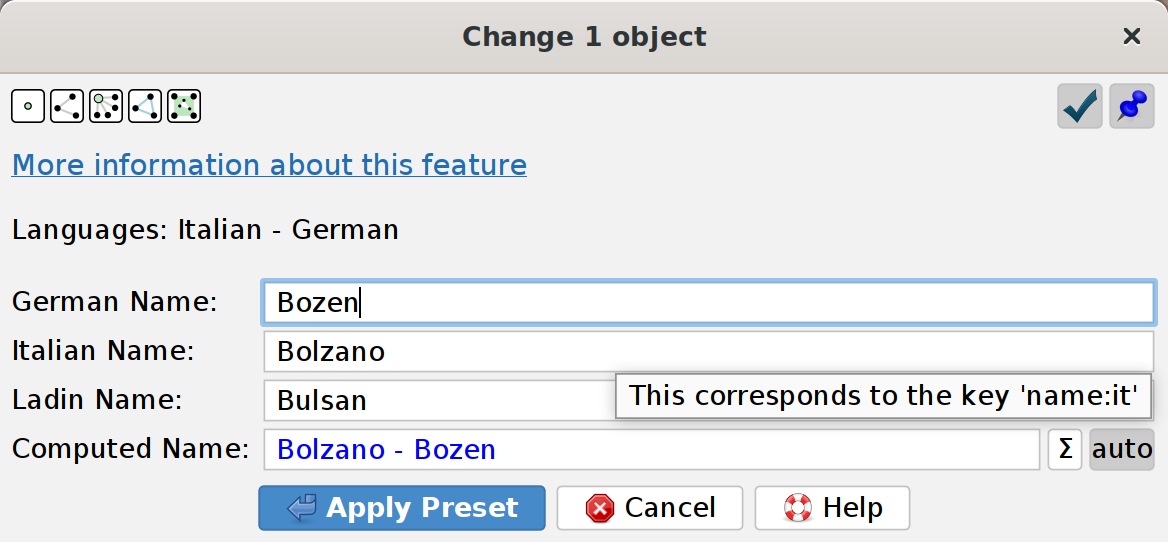 Change 1 object
More information about this feature
Languages: Italian - German
German Name: Bozen
Italian Name: Bolzano
This corresponds to the key 'name:it'
Ladin Name: Bulsan
Computed Name: Bolzano - Bozen Σ auto
Apply Preset Cancel Help